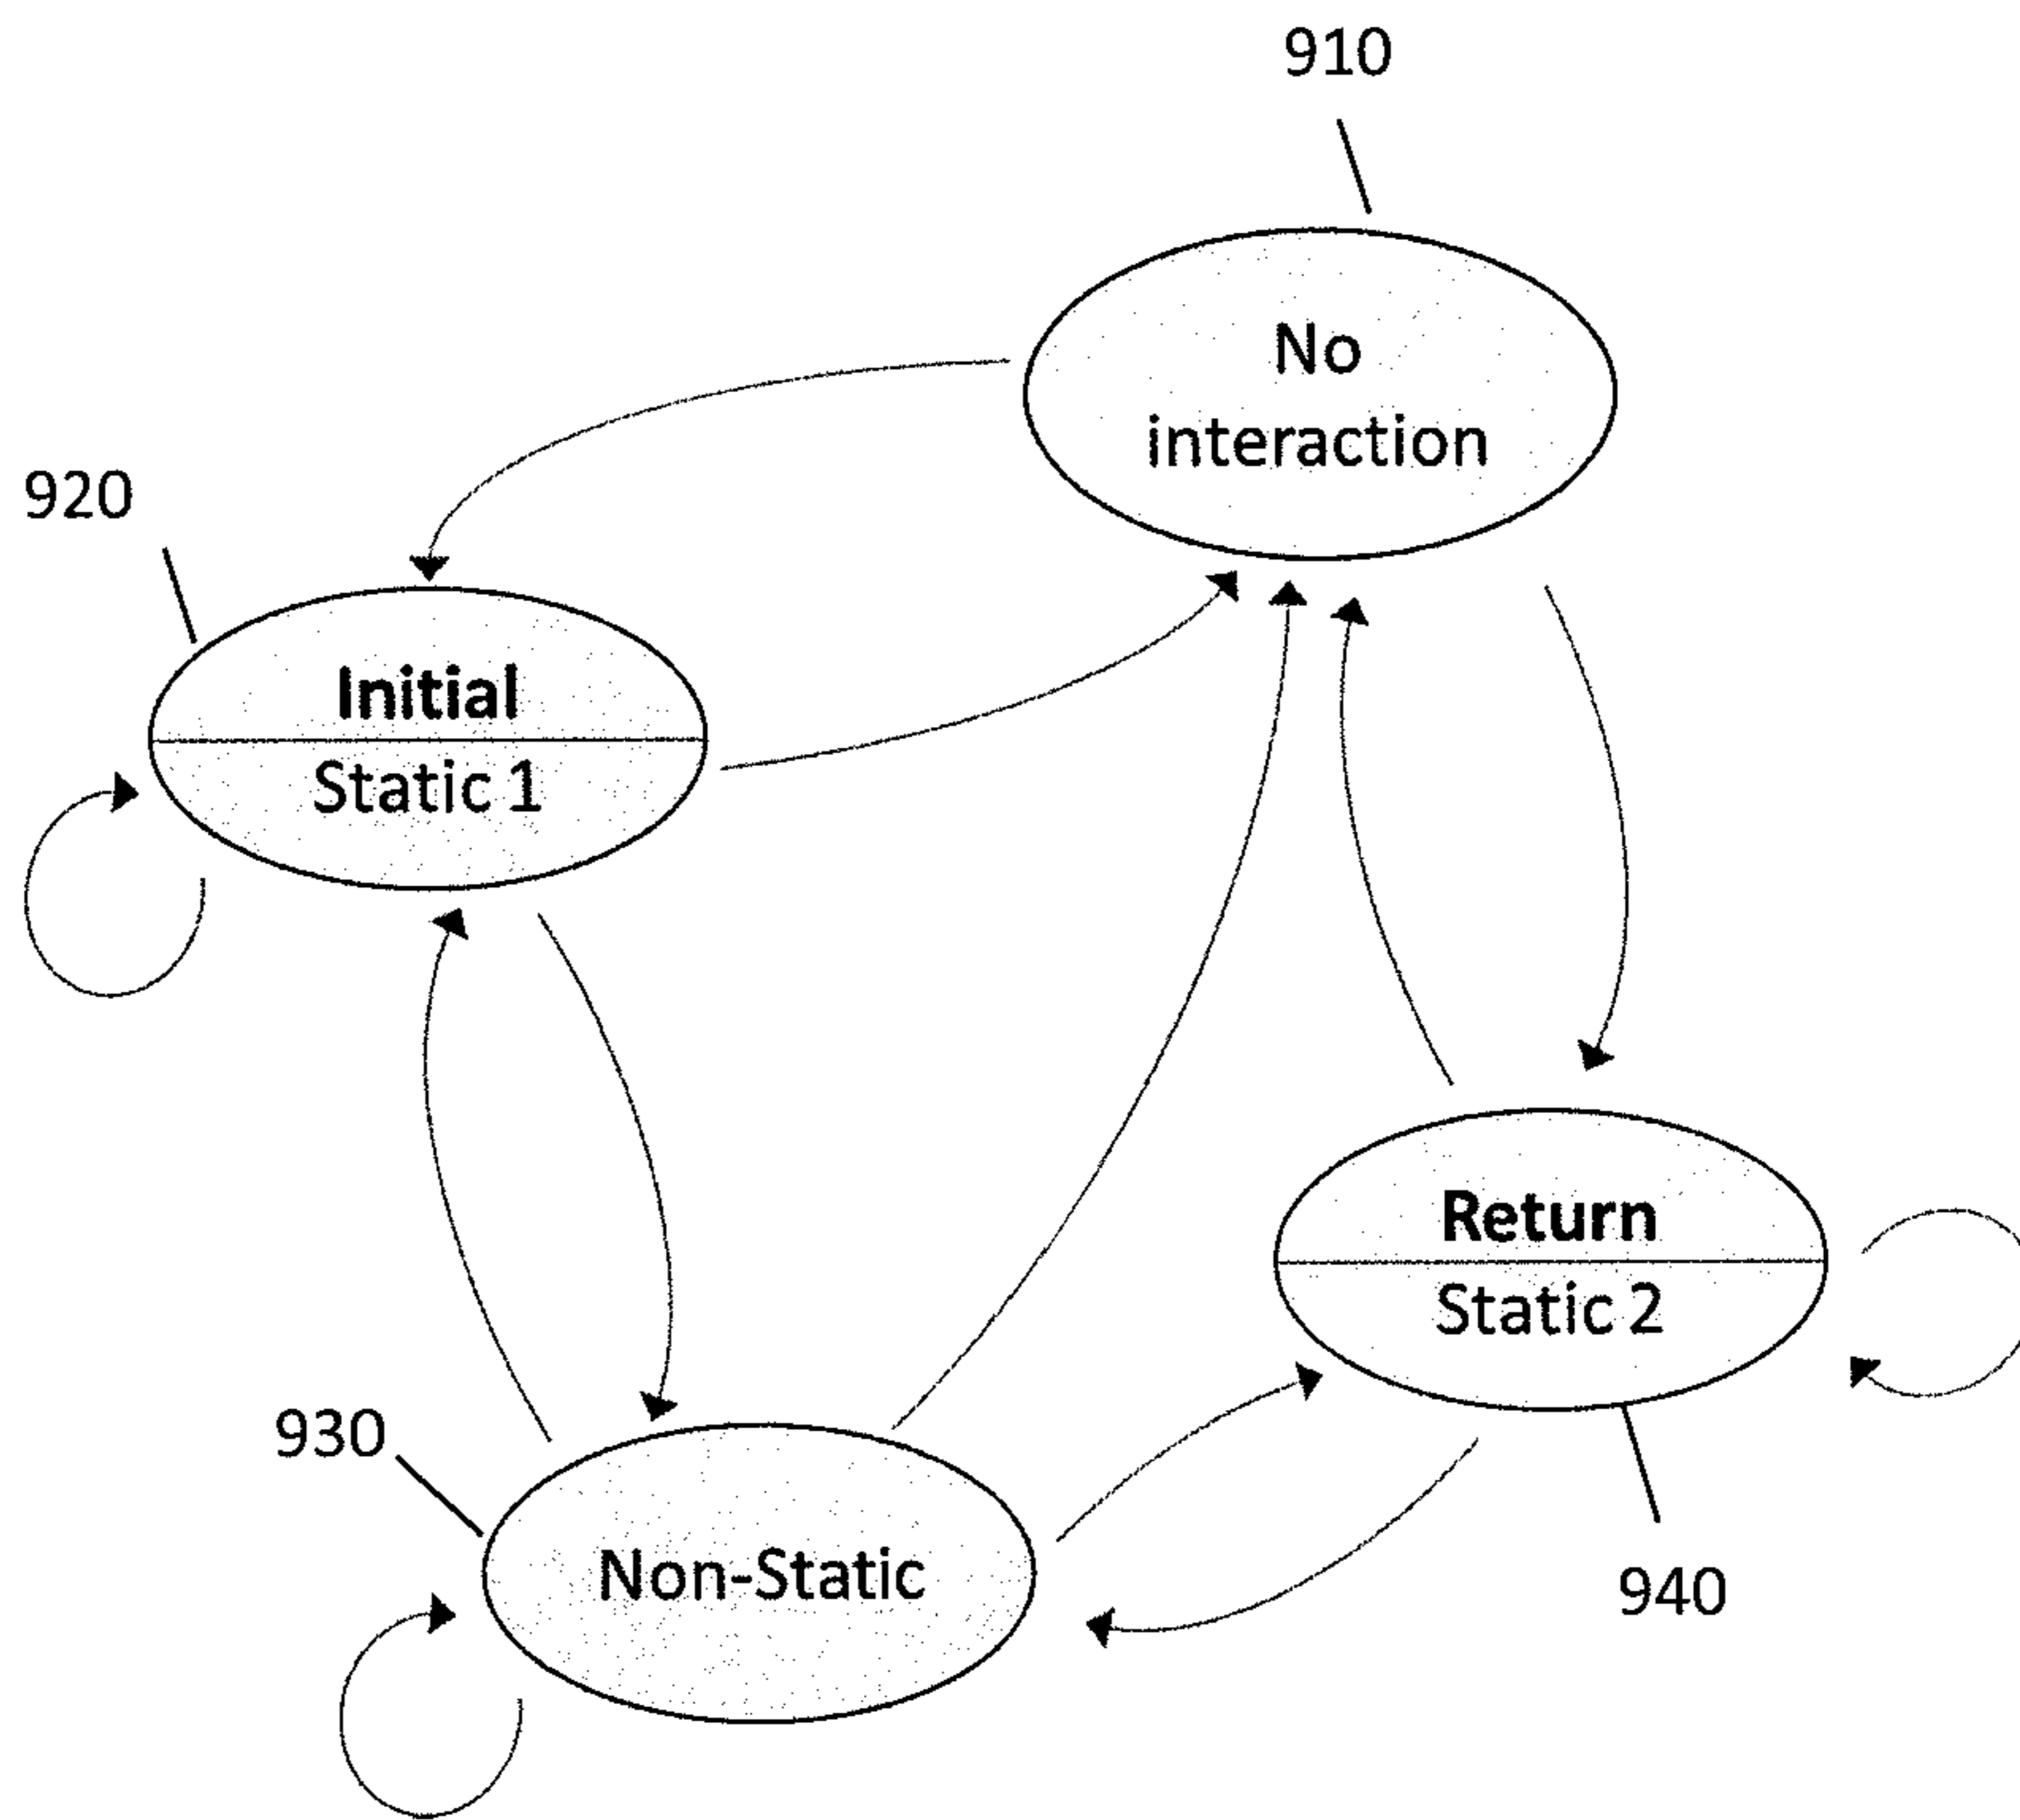 910
No
interaction
920
Initial
Static 1
Return
Static 2
930
Non-Static
940